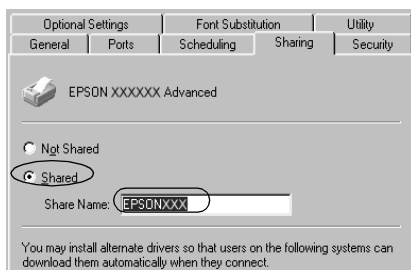 Optional Settings Font Substitution Utility
General Ports Scheduling Sharing Security
EPSON XXXXXX Advanced
Not Shared
Shared
Share Name: EPSONXXX
You may install alternate drivers so that users on the following systems can
download them automatically when they connect.